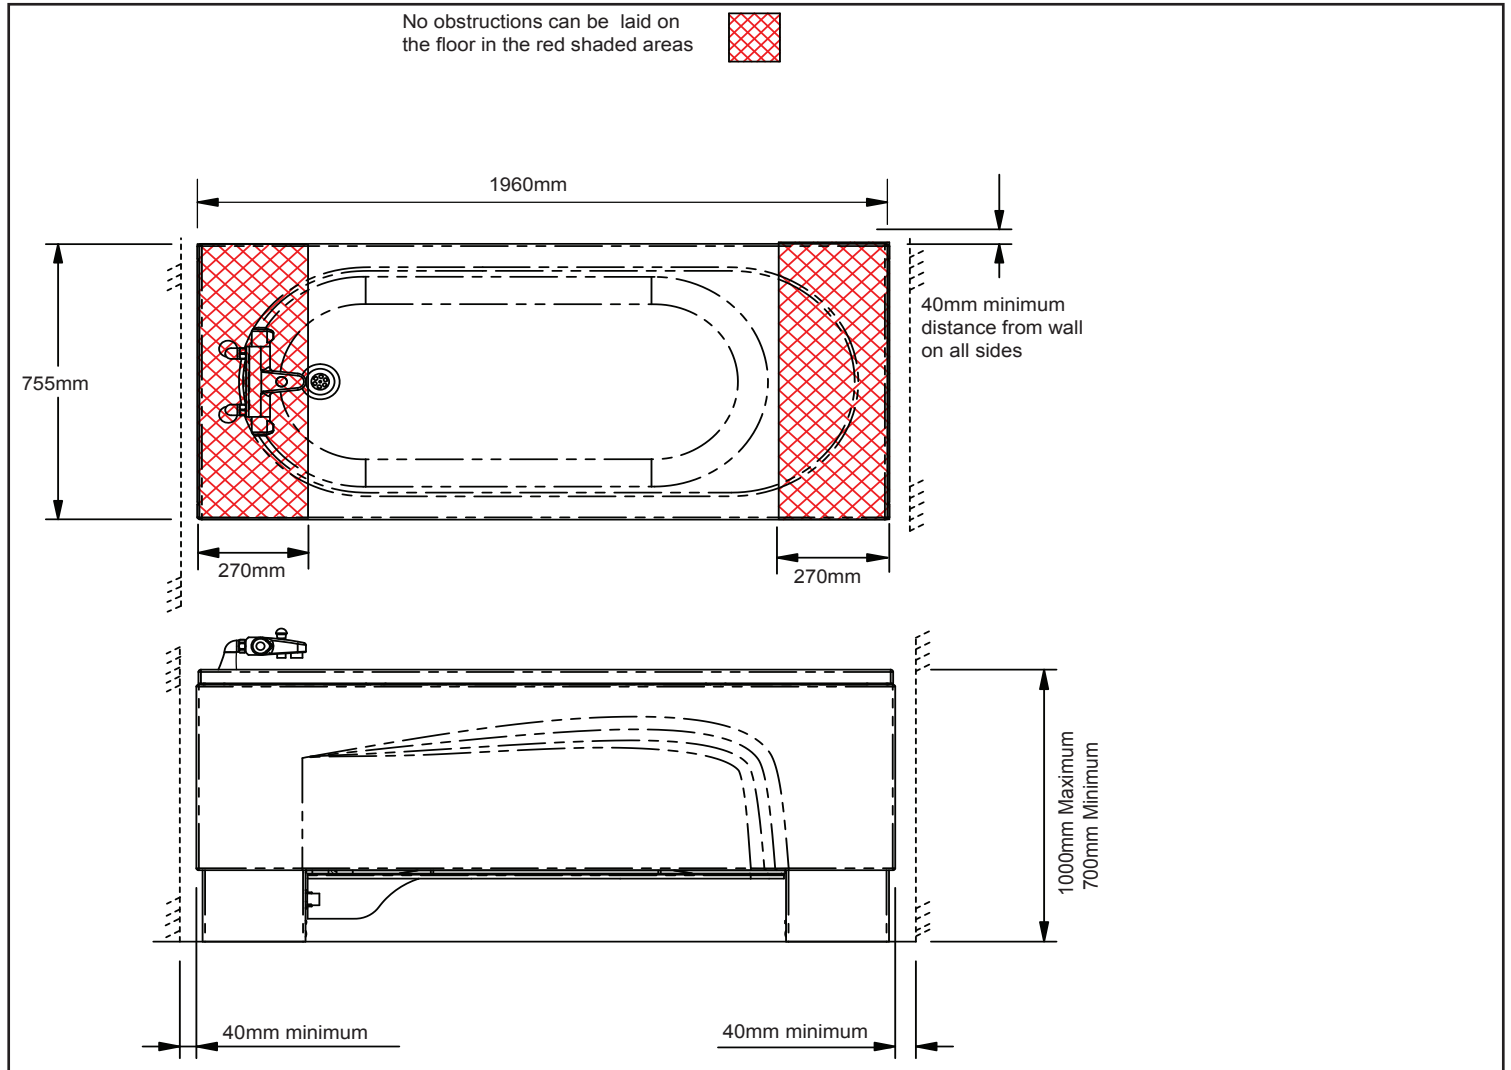 No obstructions can be laid on
the floor in the red shaded areas
1960mm
755mm
40mm minimum
distance from wall
on all sides
270mm
270mm
1000mm Maximum
700mm Minimum
40mm minimum
40mm minimum